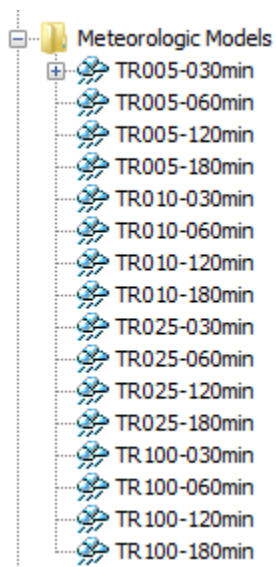 Meteorologic Models
TR005-030min
TR005-060min
TR005-120min
TR005-180min
TR010-030min
TR010-060min
TR010-120min
TR010-180min
TR025-030min
TR025-060min
TR025-120min
TR025-180min
TR100-030min
TR100-060min
TR100-120min
TR100-180min